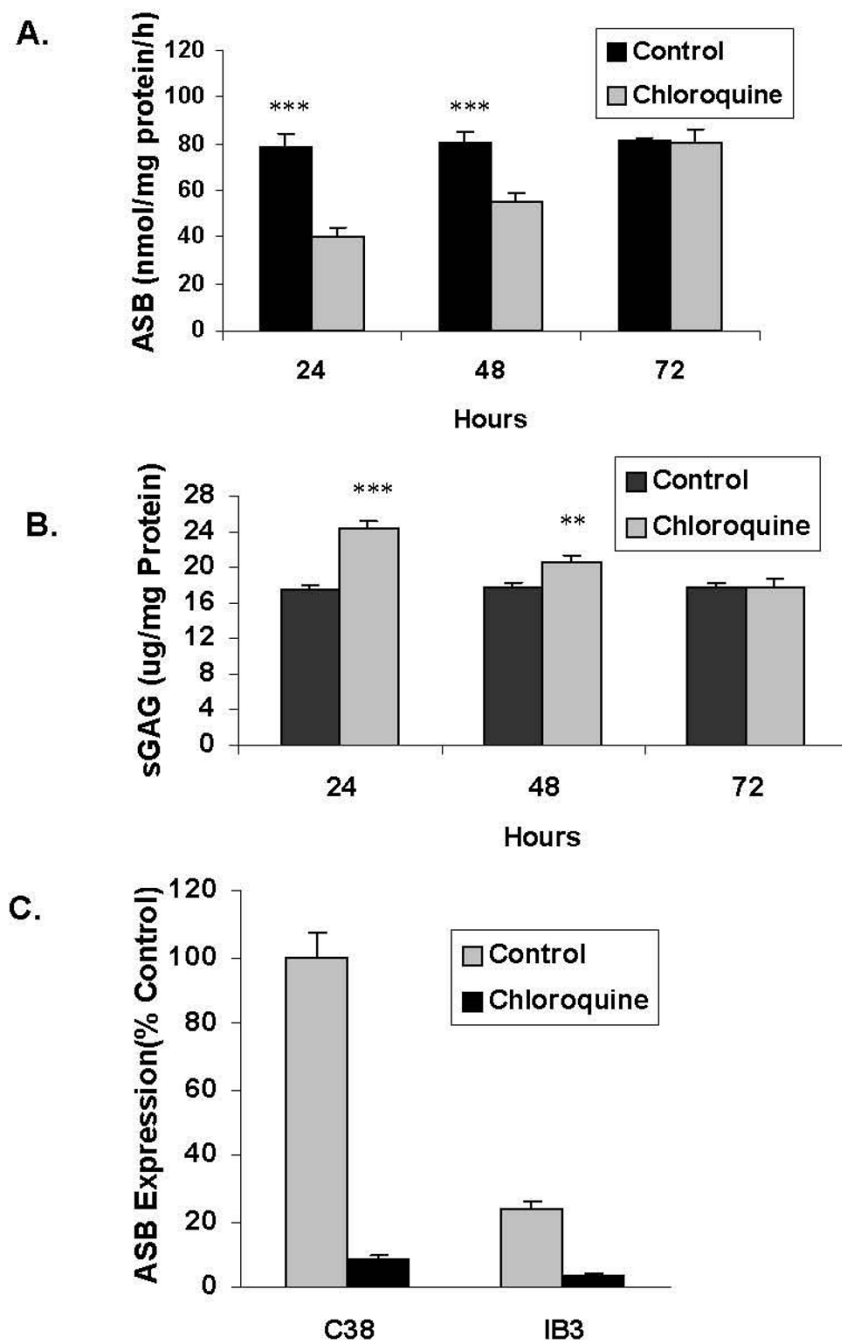 A.
ASB (nmol/mg protein/h)
120
100
80
60
40
20
0
Control
Chloroquine
***
***
24 48 72
Hours
B.
sGAG (ug/mg Protein)
28
24
20
16
12
8
4
0
Control
Chloroquine
***
**
24 48 72
Hours
C.
ASB Expression(% Control)
120
100
80
60
40
20
0
Control
Chloroquine
C38 IB3